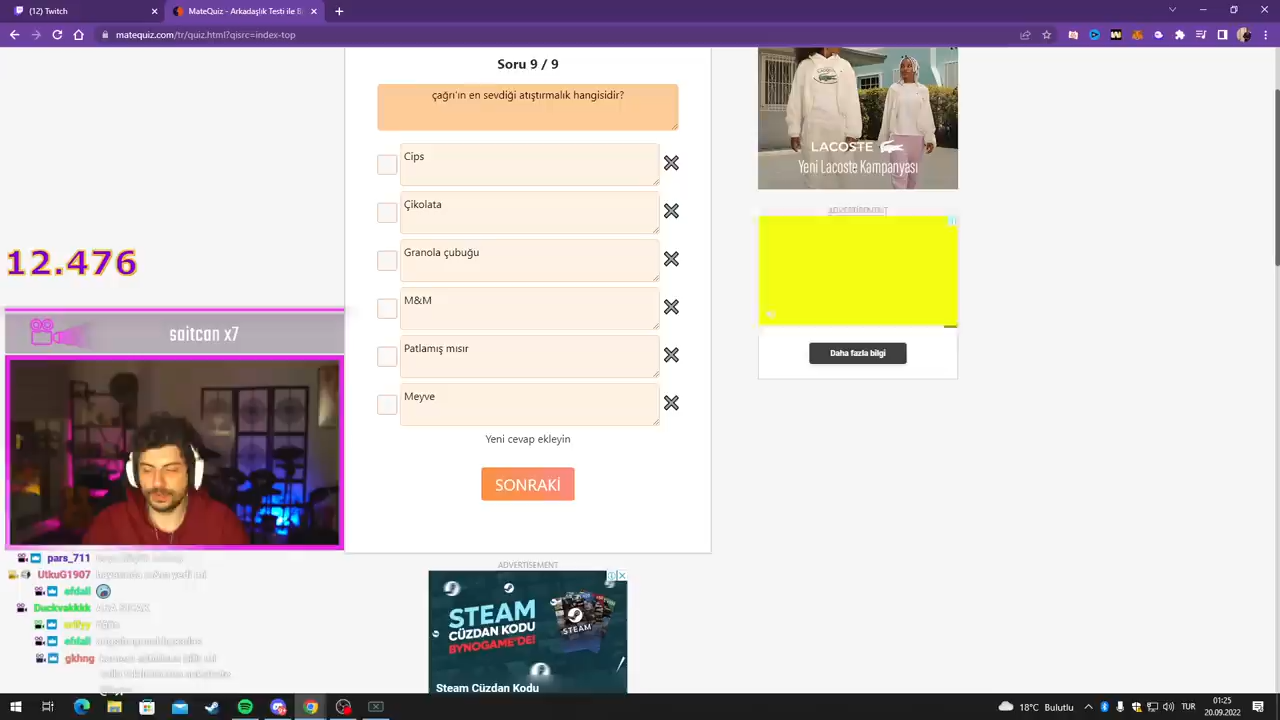 (12) Twitch
MateQuiz - Arkadaşlık Testi ile B
matequiz.com/tr/quiz.html?qisrc=index-top
Soru 9 / 9
çağrı'ın en sevdiği atıştırmalık hangisidir?
Cips
Çikolata
Granola çubuğu
M&M
Patlamış mısır
Meyve
Yeni cevap ekleyin
SONRAKİ
LACOSTE
Yeni Lacoste Kampanyası
ADVERTISEMENT
Daha fazla bilgi
12.476
saitcan x7
pars_711
UtkuG1907
efdali
Duckvakkkk
efdali
gkhng
ADVERTISEMENT
STEAM
CÜZDAN KODU
BYNOGAME'DE!
STEAM
Steam Cüzdan Kodu
18°C Bulutlu
TUR
01:25
20.09.2022